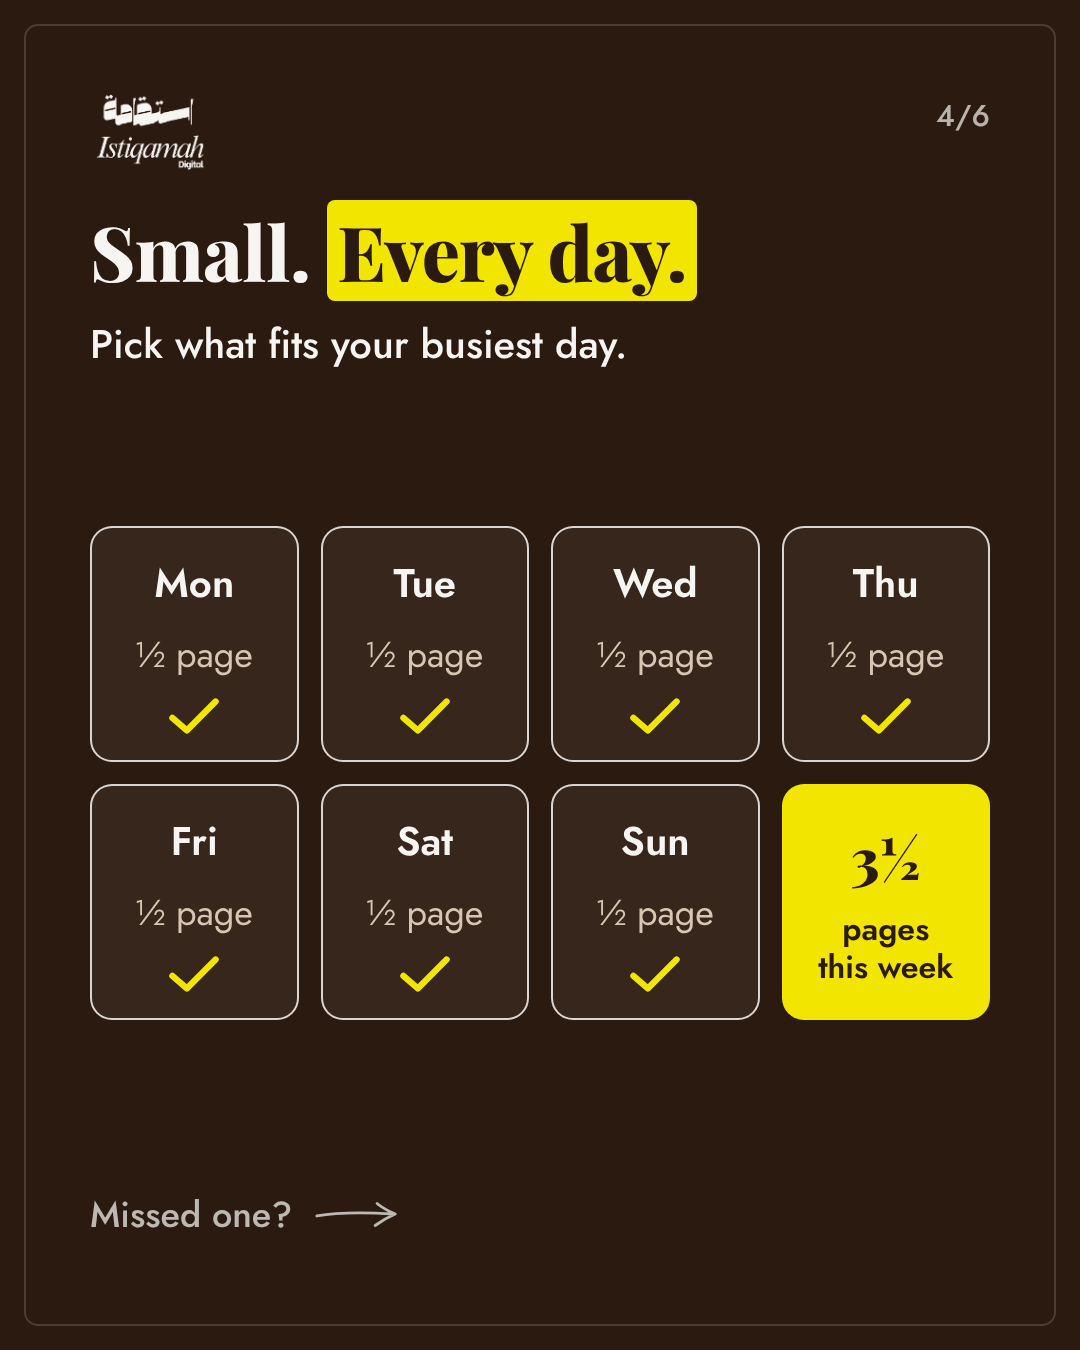 استقامة
Istiqamah
Digital
4/6
Small. Every day.
Pick what fits your busiest day.
Mon
½ page
Tue
½ page
Wed
½ page
Thu
½ page
Fri
½ page
Sat
½ page
Sun
½ page
3½
pages
this week
Missed one?